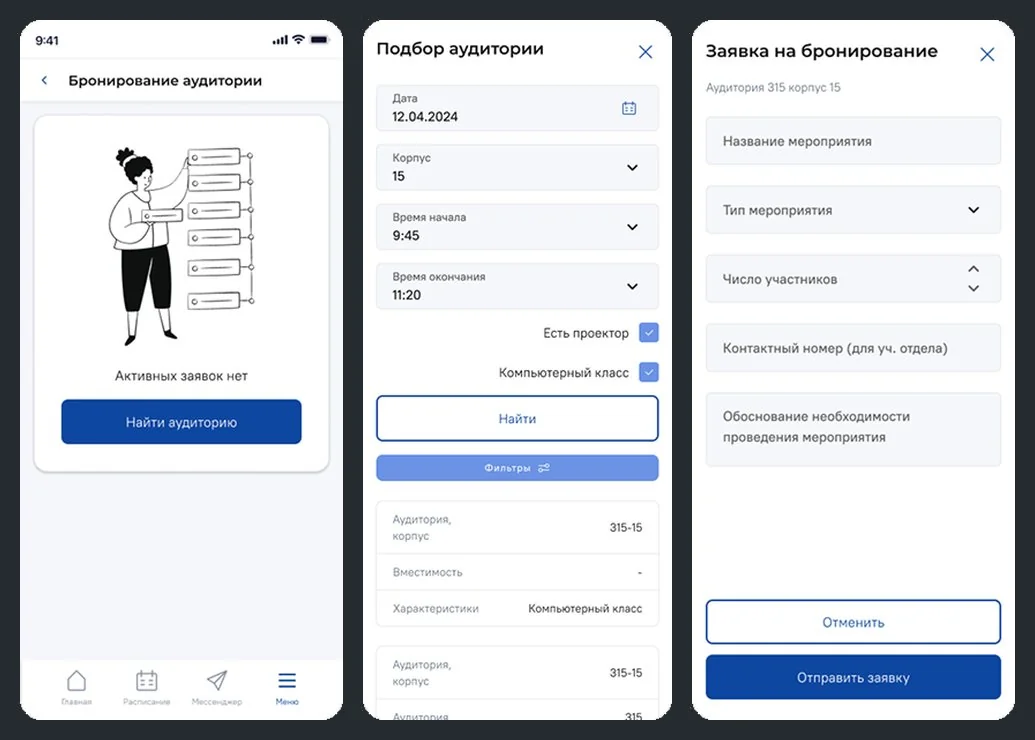 9:41
Бронирование аудитории
Активных заявок нет
Найти аудиторию
Главная
Расписание
Мессенджер
Меню
Подбор аудитории
Дата
12.04.2024
Корпус
15
Время начала
9:45
Время окончания
11:20
Есть проектор
Компьютерный класс
Найти
Фильтры
Аудитория,
корпус
315-15
Вместимость
-
Характеристики
Компьютерный класс
Аудитория,
корпус
315-15
Аудитория
315
Заявка на бронирование
Аудитория 315 корпус 15
Название мероприятия
Тип мероприятия
Число участников
Контактный номер (для уч. отдела)
Обоснование необходимости
проведения мероприятия
Отменить
Отправить заявку